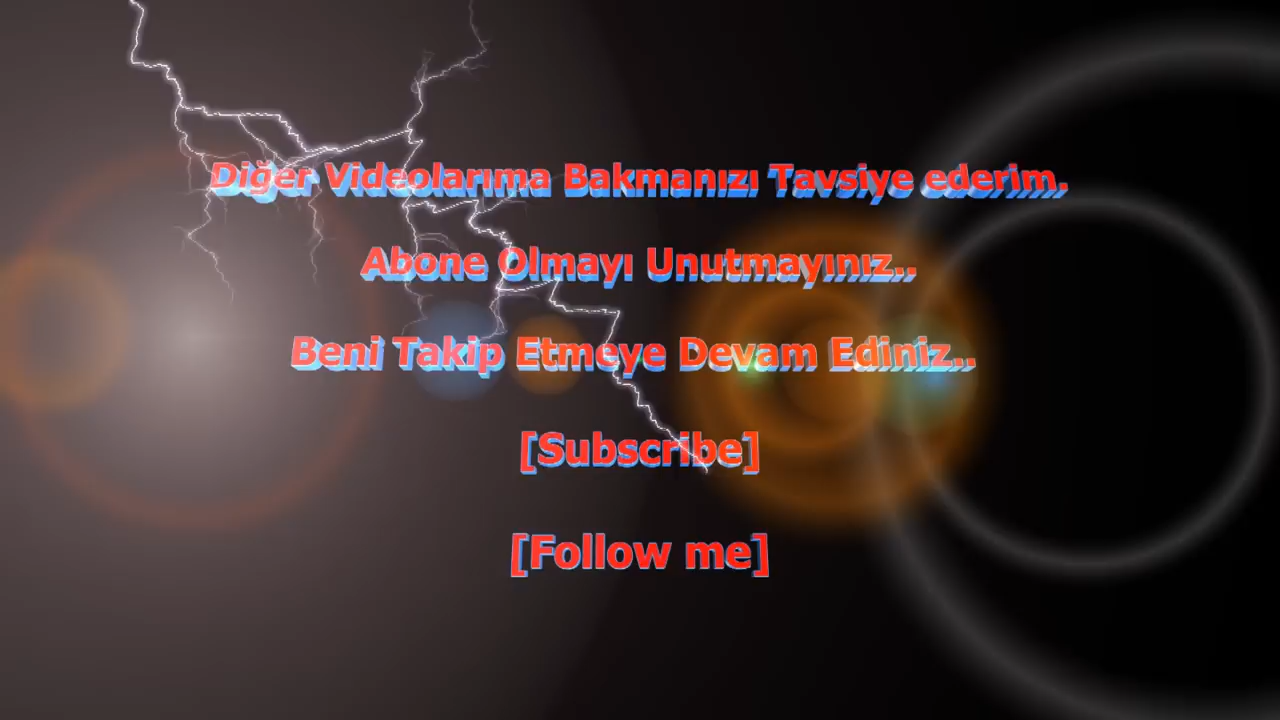 Diğer Videolarıma Bakmanızı Tavsiye ederim.
Abone Olmayı Unutmayınız..
Beni Takip Etmeye Devam Ediniz..
[Subscribe]
[Follow me]